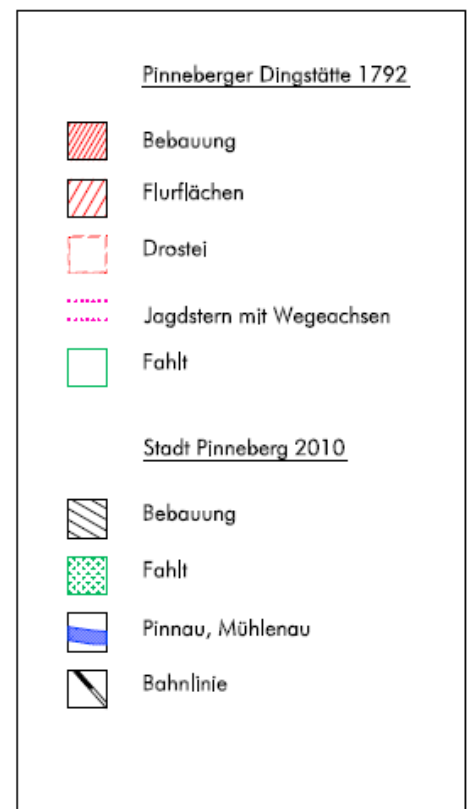 Pinneberger Dingstätte 1792
Bebauung
Flurflächen
Drostei
Jagdstern mit Wegeachsen
Fahlt
Stadt Pinneberg 2010
Bebauung
Fahlt
Pinnau, Mühlenau
Bahnlinie